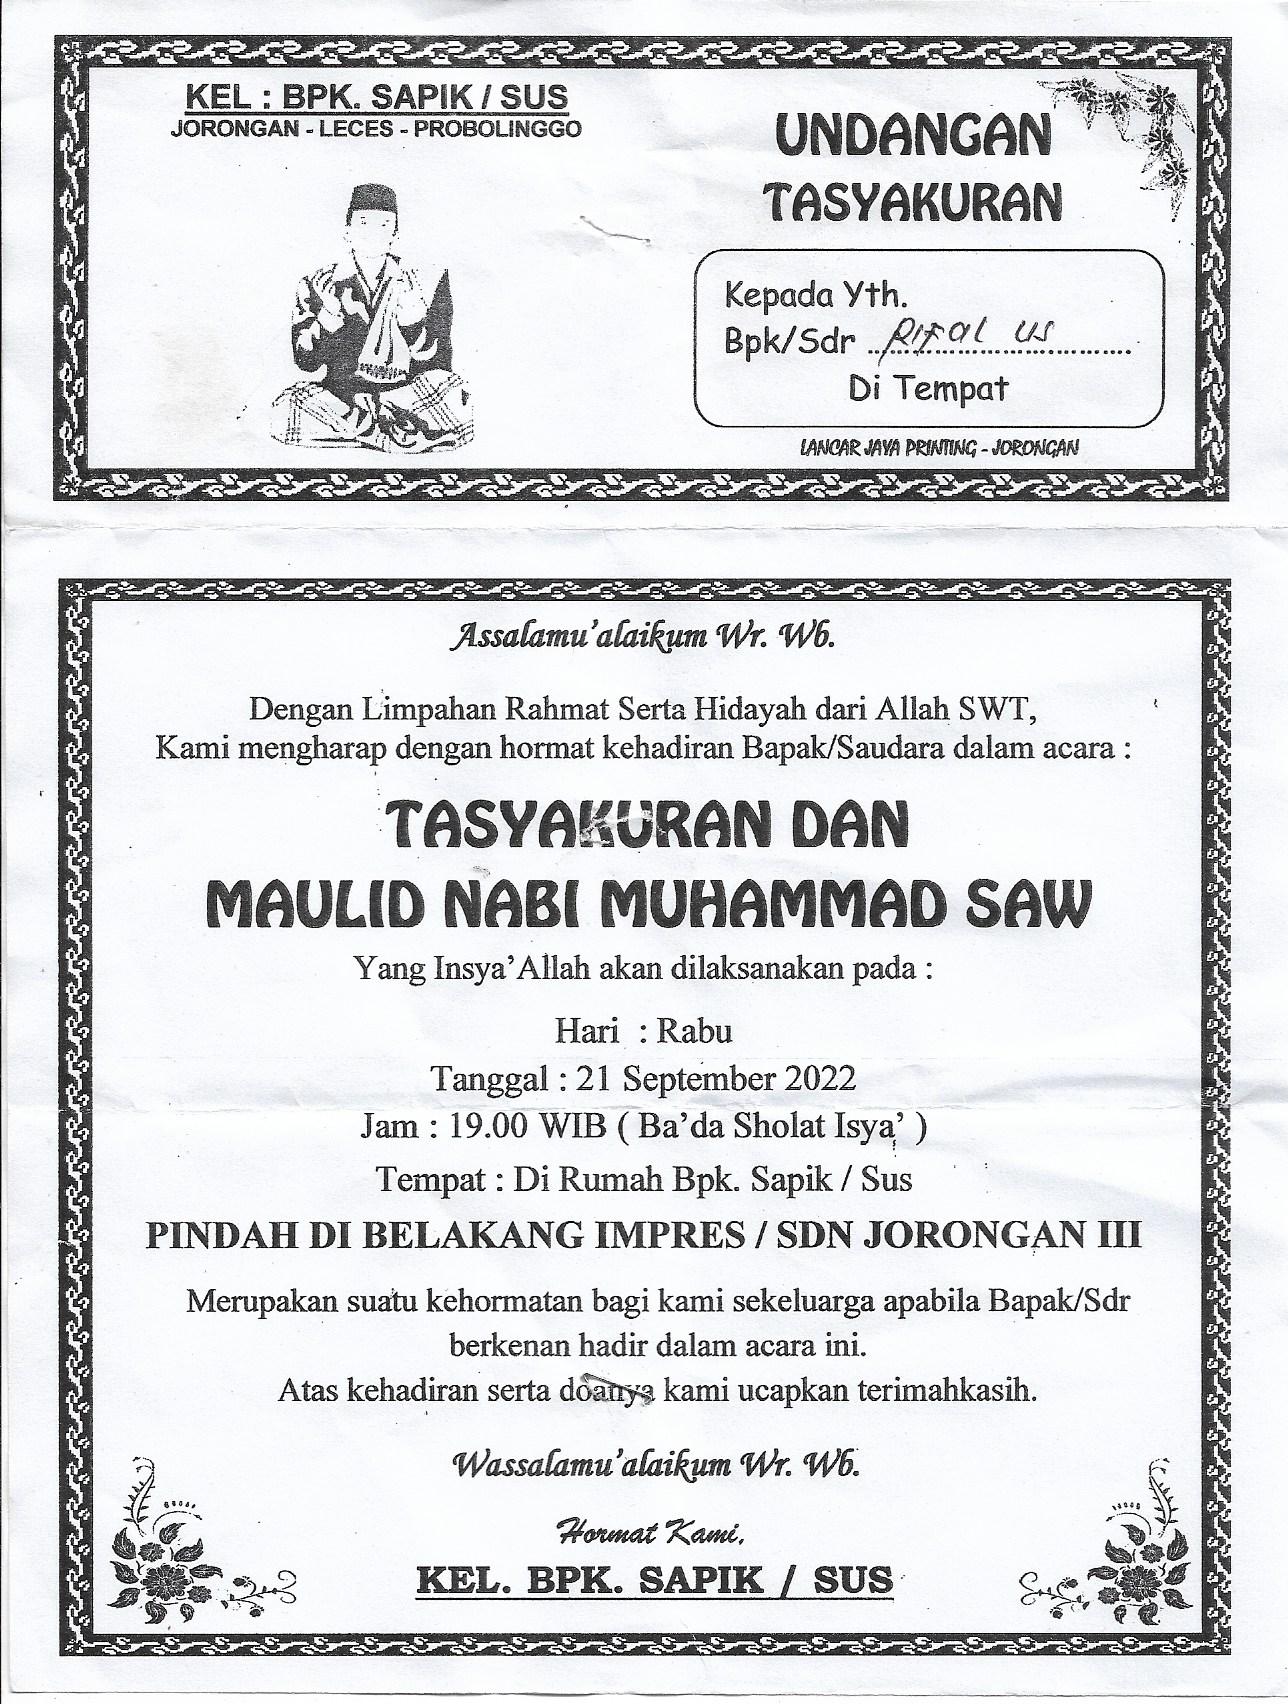 KEL : BPK. SAPIK / SUS
JORONGAN - LECES - PROBOLINGGO
UNDANGAN
TASYAKURAN
Kepada Yth.
Bpk/Sdr Rifal us
Di Tempat
LANCAR JAYA PRINTING - JORONGAN
Assalamu'alaikum Wr. Wb.
Dengan Limpahan Rahmat Serta Hidayah dari Allah SWT,
Kami mengharap dengan hormat kehadiran Bapak/Saudara dalam acara :
TASYAKURAN DAN
MAULID NABI MUHAMMAD SAW
Yang Insya'Allah akan dilaksanakan pada :
Hari : Rabu
Tanggal : 21 September 2022
Jam : 19.00 WIB ( Ba'da Sholat Isya' )
Tempat : Di Rumah Bpk. Sapik / Sus
PINDAH DI BELAKANG IMPRES / SDN JORONGAN III
Merupakan suatu kehormatan bagi kami sekeluarga apabila Bapak/Sdr
berkenan hadir dalam acara ini.
Atas kehadiran serta doanya kami ucapkan terimahkasih.
Wassalamu'alaikum Wr. Wb.
Hormat Kami,
KEL. BPK. SAPIK / SUS